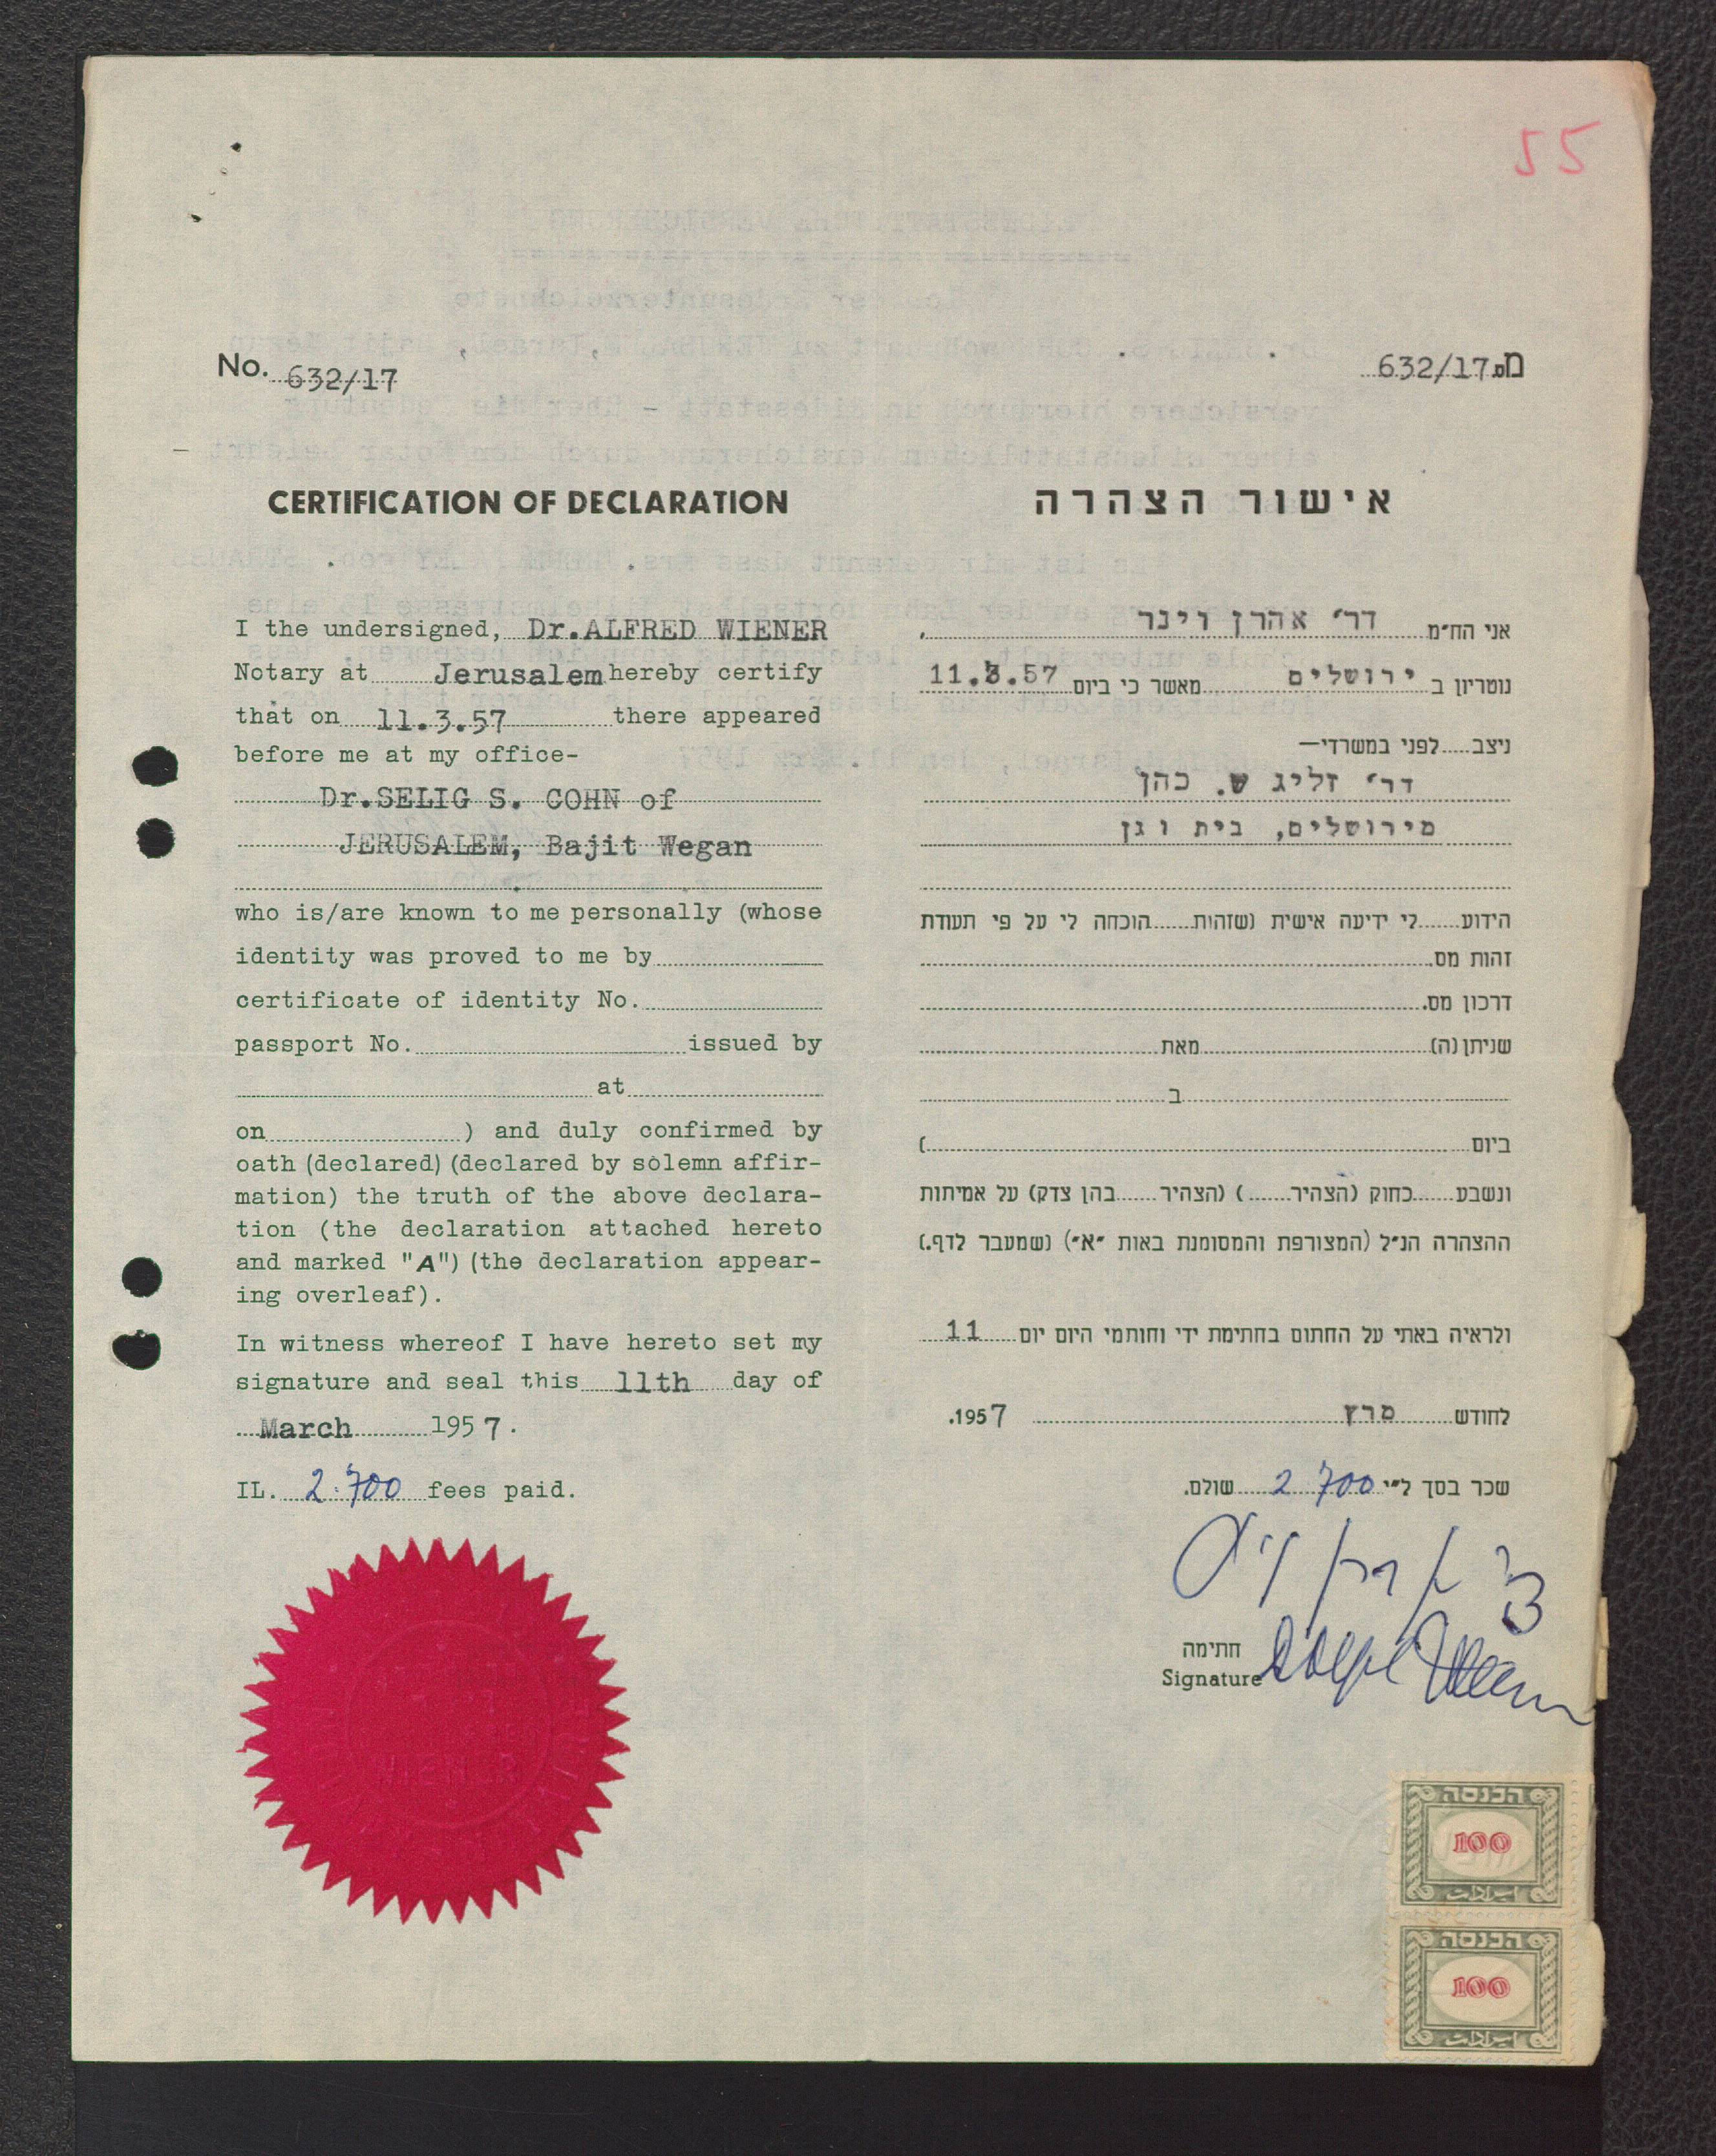 55
No. 632/17
CERTIFICATION OF DECLARATION
I the undersigned, Dr.ALFRED WIENER
Notary at Jerusalem hereby certify
that on 11.3.57 there appeared
before me at my office-
Dr.SELIG S. COHN of
JERUSALEM, Bajit Wegan
who is/are known to me personally (whose
identity was proved to me by
certificate of identity No.
passport No. issued by
at
on ) and duly confirmed by
oath (declared) (declared by solemn affir-
mation) the truth of the above declara-
tion (the declaration attached hereto
and marked "A") (the declaration appear-
ing overleaf).
In witness whereof I have hereto set my
signature and seal this 11th day of
March 1957.
IL. 2.700 fees paid.
WIENER
מס. 632/17
אישור הצהרה
אני הח״מ דר׳ אהרן וינר,
נוטריון ב ירושלים מאשר כי ביום 11.3.57
ניצב לפני במשרדי—
דר׳ זליג ש. כהן
מירושלים, בית וגן
הידוע לי ידיעה אישית (שזהות הוכחה לי על פי תעודת
זהות מס.
דרכון מס.
שניתן (ה) מאת
ב
ביום )
ונשבע כחוק (הצהיר ) (הצהיר בהן צדק) על אמיתות
ההצהרה הנ״ל (המצורפת והמסומנת באות ״א״) (שמעבר לדף.)
ולראיה באתי על החתום בחתימת ידי וחותמי היום יום 11
לחודש מרץ 1957.
שכר בסך ל״י 2.700 שולם.
חתימה
Signature
הכנסה
100
ايرادات
הכנסה
100
ايرادات